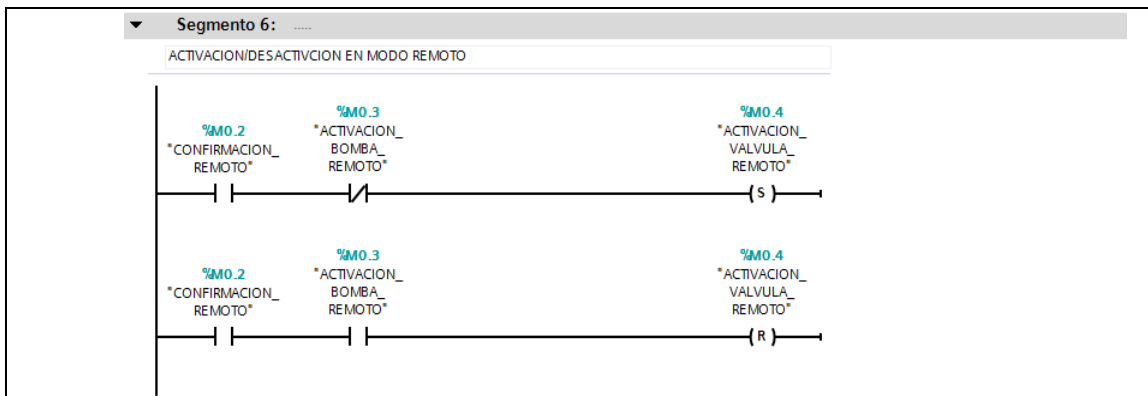 Segmento 6: .....
ACTIVACION/DESACTIVCION EN MODO REMOTO
%M0.2
"CONFIRMACION_
REMOTO"
%M0.3
"ACTIVACION_
BOMBA_
REMOTO"
%M0.4
"ACTIVACION_
VALVULA_
REMOTO"
S
%M0.2
"CONFIRMACION_
REMOTO"
%M0.3
"ACTIVACION_
BOMBA_
REMOTO"
%M0.4
"ACTIVACION_
VALVULA_
REMOTO"
R